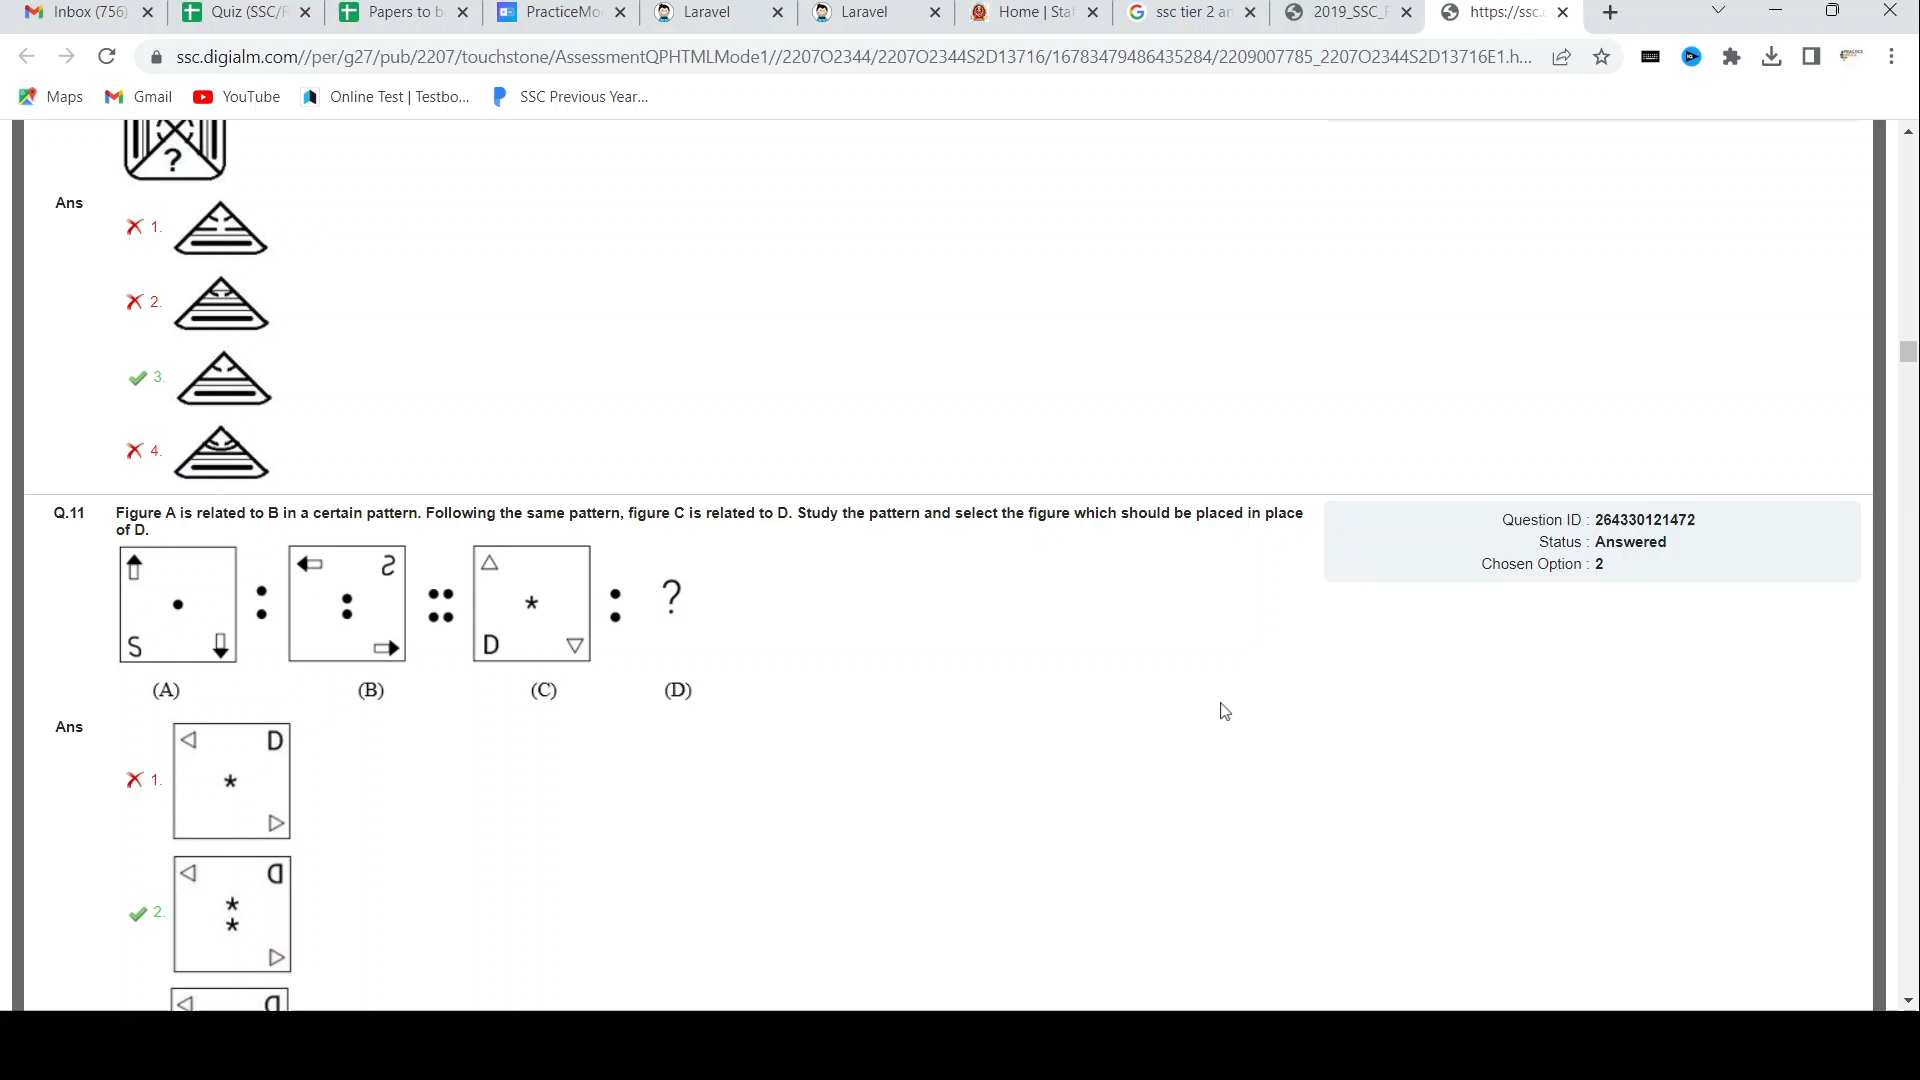 Inbox (756)
Quiz (SSC/F
Papers to b
PracticeMo
Laravel
Laravel
Home | Sta
ssc tier 2 a
2019_SSC_
https://ssc.
ssc.digialm.com//per/g27/pub/2207/touchstone/AssessmentQPHTMLMode1//2207O2344/2207O2344S2D13716/16783479486435284/2209007785_2207O2344S2D13716E1.h...
Maps
Gmail
YouTube
Online Test | Testbo...
SSC Previous Year...
?
Ans
1.
2.
3.
4.
Q.11 Figure A is related to B in a certain pattern. Following the same pattern, figure C is related to D. Study the pattern and select the figure which should be placed in place
of D.
Question ID : 264330121472
Status : Answered
Chosen Option : 2
S : S :: * D : ?
(A) (B) (C) (D)
Ans
1. D *
2. D * *
D